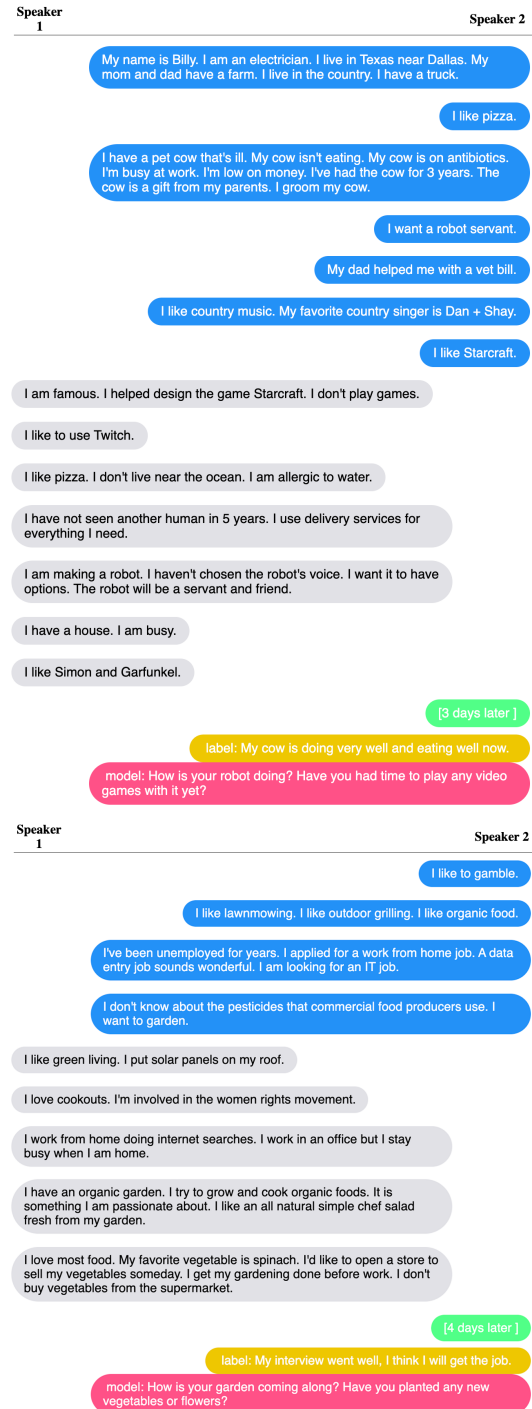 Speaker
1
Speaker 2
My name is Billy. I am an electrician. I live in Texas near Dallas. My
mom and dad have a farm. I live in the country. I have a truck.
I like pizza.
I have a pet cow that's ill. My cow isn't eating. My cow is on antibiotics.
I'm busy at work. I'm low on money. I've had the cow for 3 years. The
cow is a gift from my parents. I groom my cow.
I want a robot servant.
My dad helped me with a vet bill.
I like country music. My favorite country singer is Dan + Shay.
I like Starcraft.
I am famous. I helped design the game Starcraft. I don't play games.
I like to use Twitch.
I like pizza. I don't live near the ocean. I am allergic to water.
I have not seen another human in 5 years. I use delivery services for
everything I need.
I am making a robot. I haven't chosen the robot's voice. I want it to have
options. The robot will be a servant and friend.
I have a house. I am busy.
I like Simon and Garfunkel.
[3 days later ]
label: My cow is doing very well and eating well now.
model: How is your robot doing? Have you had time to play any video
games with it yet?
Speaker
1
Speaker 2
I like to gamble.
I like lawnmowing. I like outdoor grilling. I like organic food.
I've been unemployed for years. I applied for a work from home job. A data
entry job sounds wonderful. I am looking for an IT job.
I don't know about the pesticides that commercial food producers use. I
want to garden.
I like green living. I put solar panels on my roof.
I love cookouts. I'm involved in the women rights movement.
I work from home doing internet searches. I work in an office but I stay
busy when I am home.
I have an organic garden. I try to grow and cook organic foods. It is
something I am passionate about. I like an all natural simple chef salad
fresh from my garden.
I love most food. My favorite vegetable is spinach. I'd like to open a store to
sell my vegetables someday. I get my gardening done before work. I don't
buy vegetables from the supermarket.
[4 days later ]
label: My interview went well, I think I will get the job.
model: How is your garden coming along? Have you planted any new
vegetables or flowers?